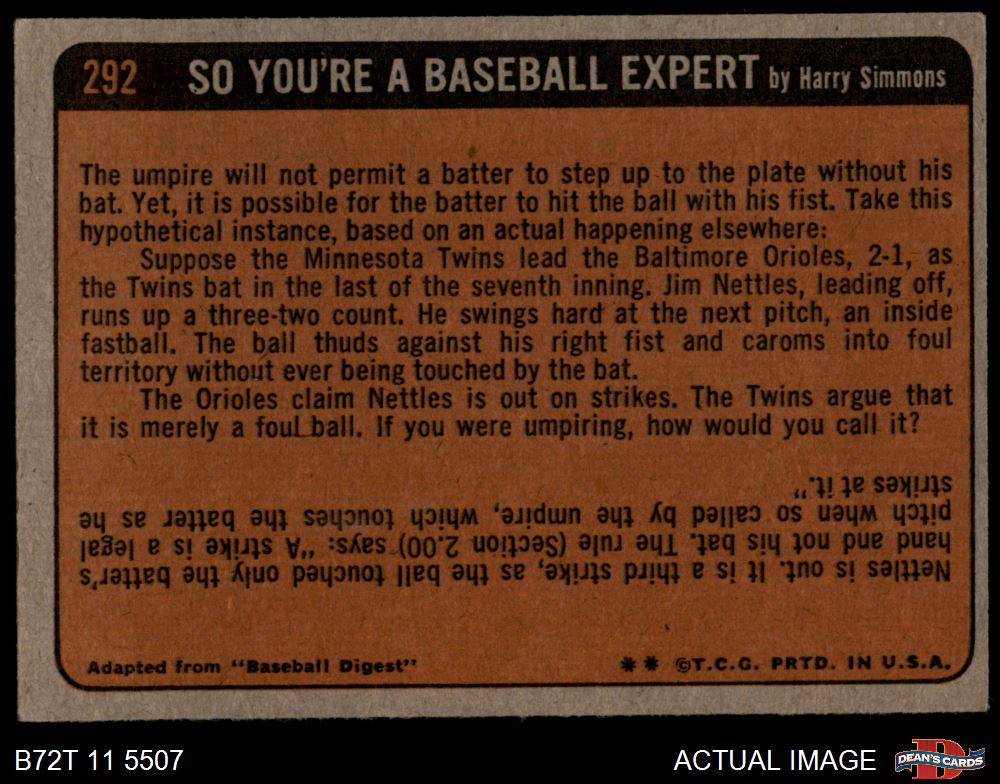 292 SO YOU'RE A BASEBALL EXPERT by Harry Simmons
The umpire will not permit a batter to step up to the plate without his
bat. Yet, it is possible for the batter to hit the ball with his fist. Take this
hypothetical instance, based on an actual happening elsewhere:
Suppose the Minnesota Twins lead the Baltimore Orioles, 2-1, as
the Twins bat in the last of the seventh inning. Jim Nettles, leading off,
runs up a three-two count. He swings hard at the next pitch, an inside
fastball. The ball thuds against his right fist and caroms into foul
territory without ever being touched by the bat.
The Orioles claim Nettles is out on strikes. The Twins argue that
it is merely a foul ball. If you were umpiring, how would you call it?
Nettles is out. It is a third strike, as the ball touched only the batter's
hand and not his bat. The rule (Section 2.00) says: "A strike is a legal
pitch when so called by the umpire, which touches the batter as he
strikes at it."
Adapted from "Baseball Digest" ** ©T.C.G. PRTD. IN U.S.A.
B72T 11 5507 ACTUAL IMAGE DEAN'S CARDS